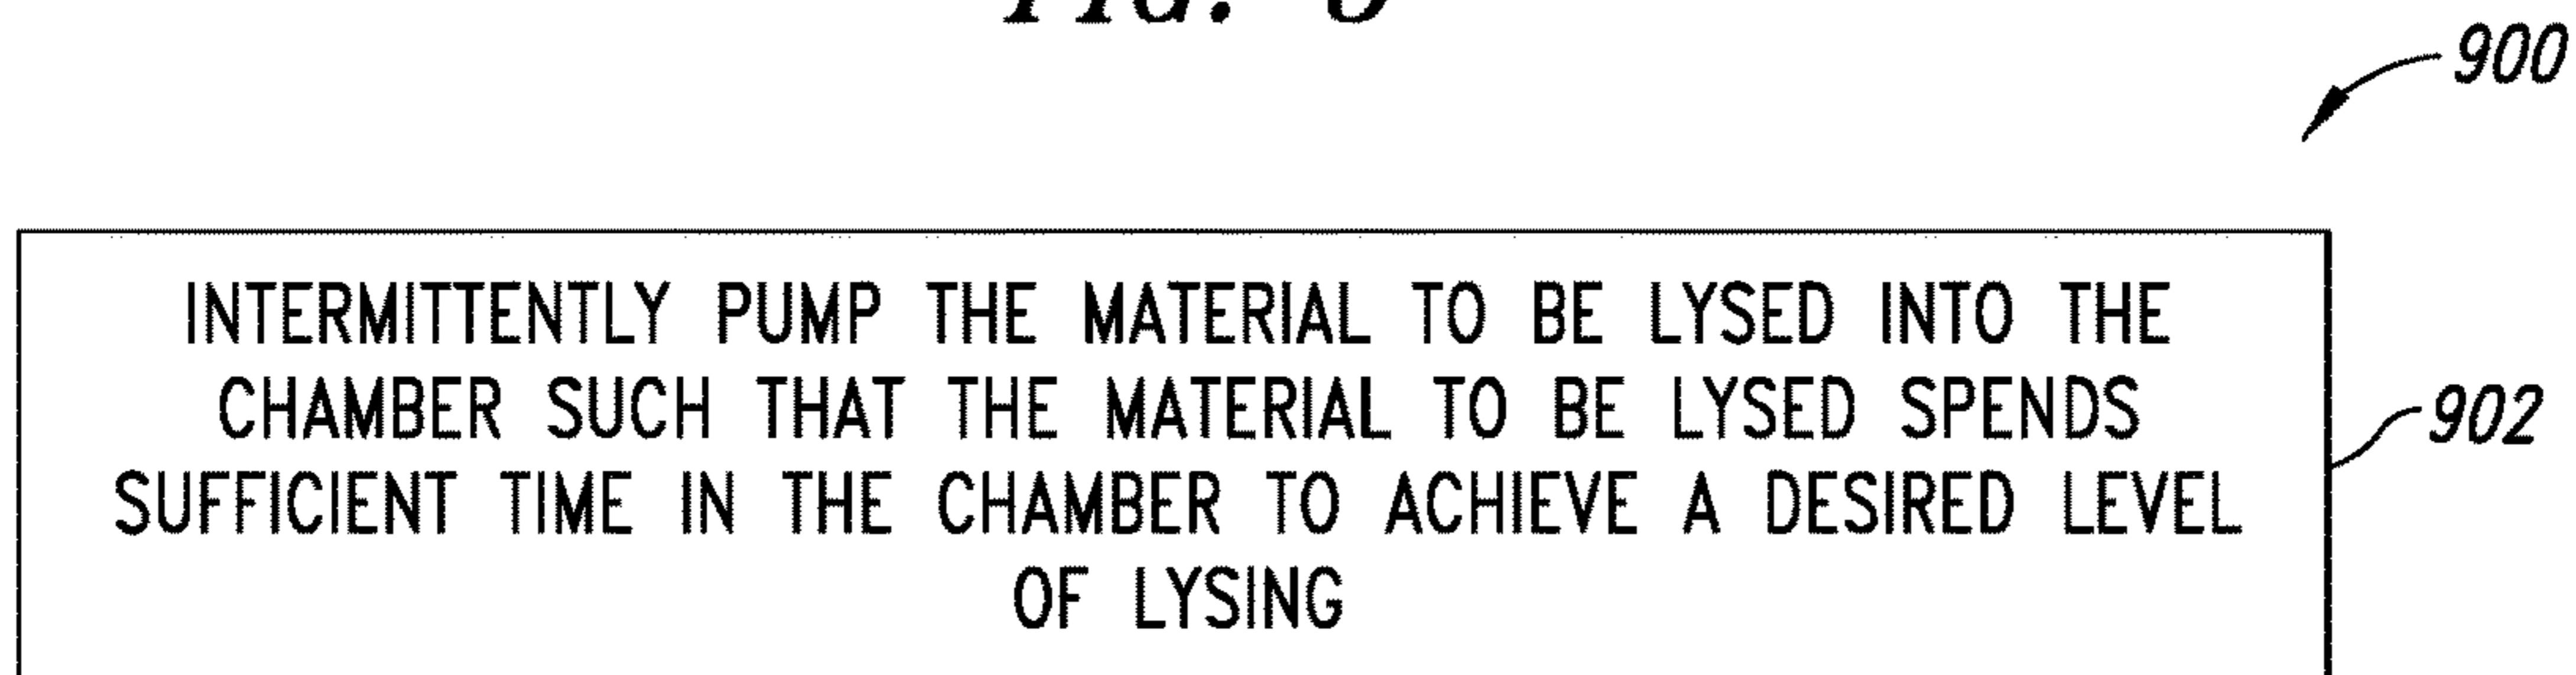 900
INTERMITTENTLY PUMP THE MATERIAL TO BE LYSED INTO THE
CHAMBER SUCH THAT THE MATERIAL TO BE LYSED SPENDS
SUFFICIENT TIME IN THE CHAMBER TO ACHIEVE A DESIRED LEVEL
OF LYSING
902